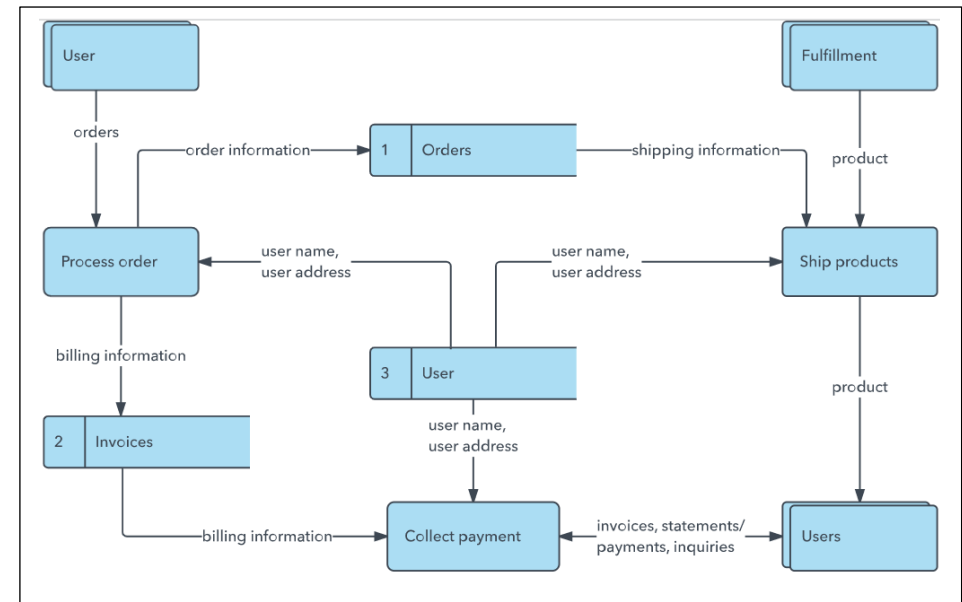 User
Fulfillment
orders
order information
1
Orders
shipping information
product
Process order
user name,
user address
user name,
user address
Ship products
billing information
3
User
product
2
Invoices
user name,
user address
billing information
Collect payment
invoices, statements/
payments, inquiries
Users